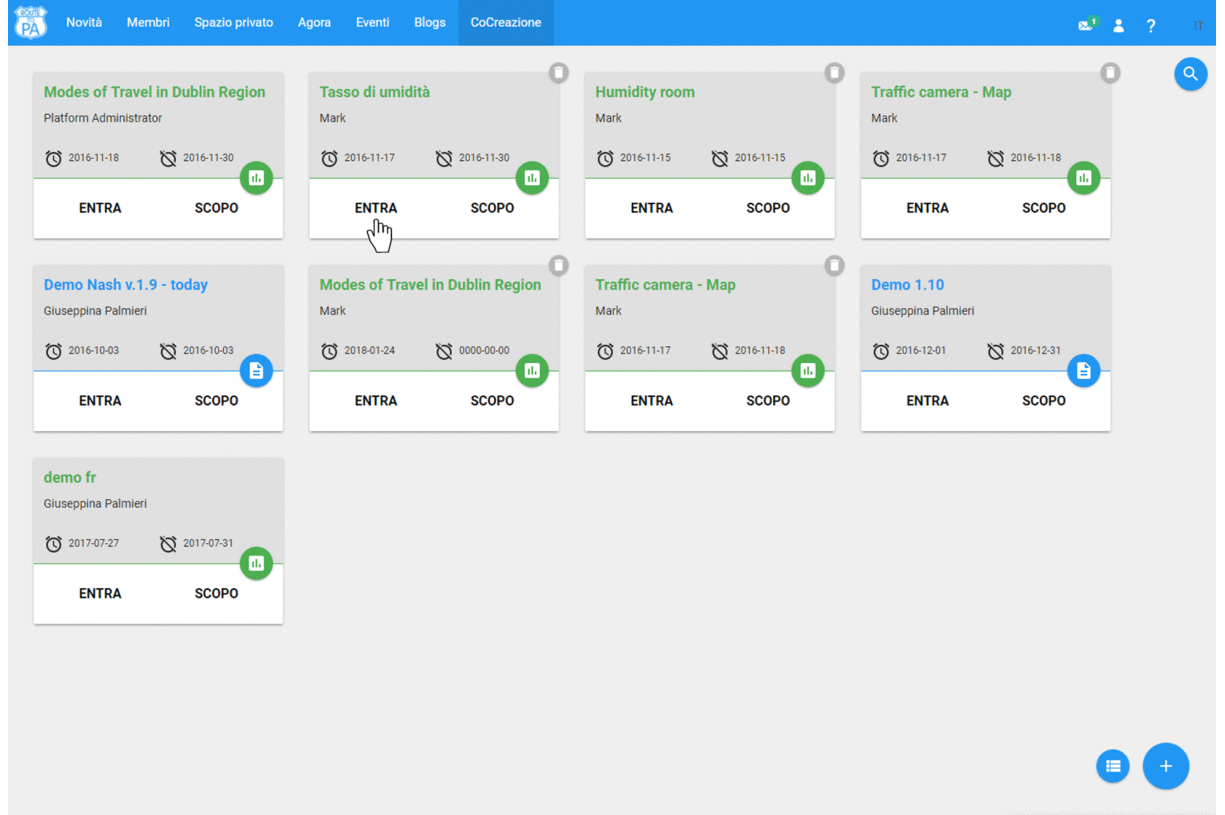 ROUTE TO PA
Novità Membri Spazio privato Agora Eventi Blogs CoCreazione 1 ? IT
Modes of Travel in Dublin Region
Platform Administrator
2016-11-18 2016-11-30
ENTRA SCOPO
Tasso di umidità
Mark
2016-11-17 2016-11-30
ENTRA SCOPO
Humidity room
Mark
2016-11-15 2016-11-15
ENTRA SCOPO
Traffic camera - Map
Mark
2016-11-17 2016-11-18
ENTRA SCOPO
Demo Nash v.1.9 - today
Giuseppina Palmieri
2016-10-03 2016-10-03
ENTRA SCOPO
Modes of Travel in Dublin Region
Mark
2018-01-24 0000-00-00
ENTRA SCOPO
Traffic camera - Map
Mark
2016-11-17 2016-11-18
ENTRA SCOPO
Demo 1.10
Giuseppina Palmieri
2016-12-01 2016-12-31
ENTRA SCOPO
demo fr
Giuseppina Palmieri
2017-07-27 2017-07-31
ENTRA SCOPO